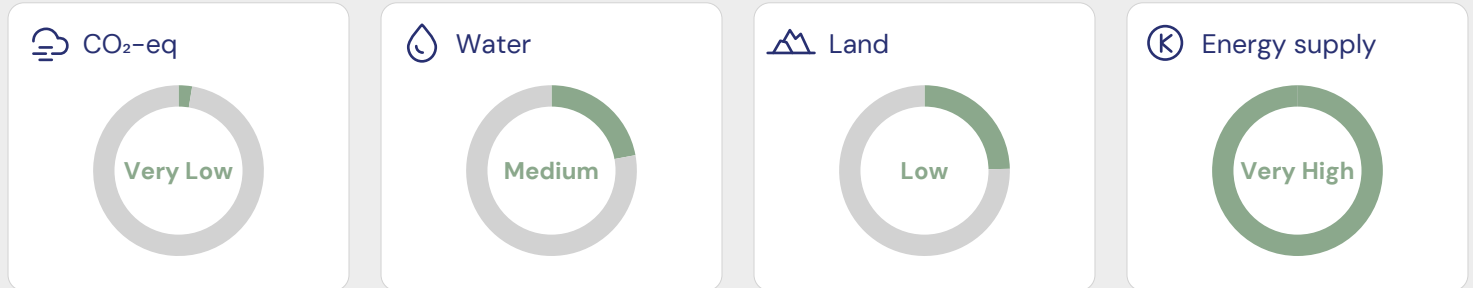 CO₂-eq
Very Low
Water
Medium
Land
Low
Energy supply
Very High